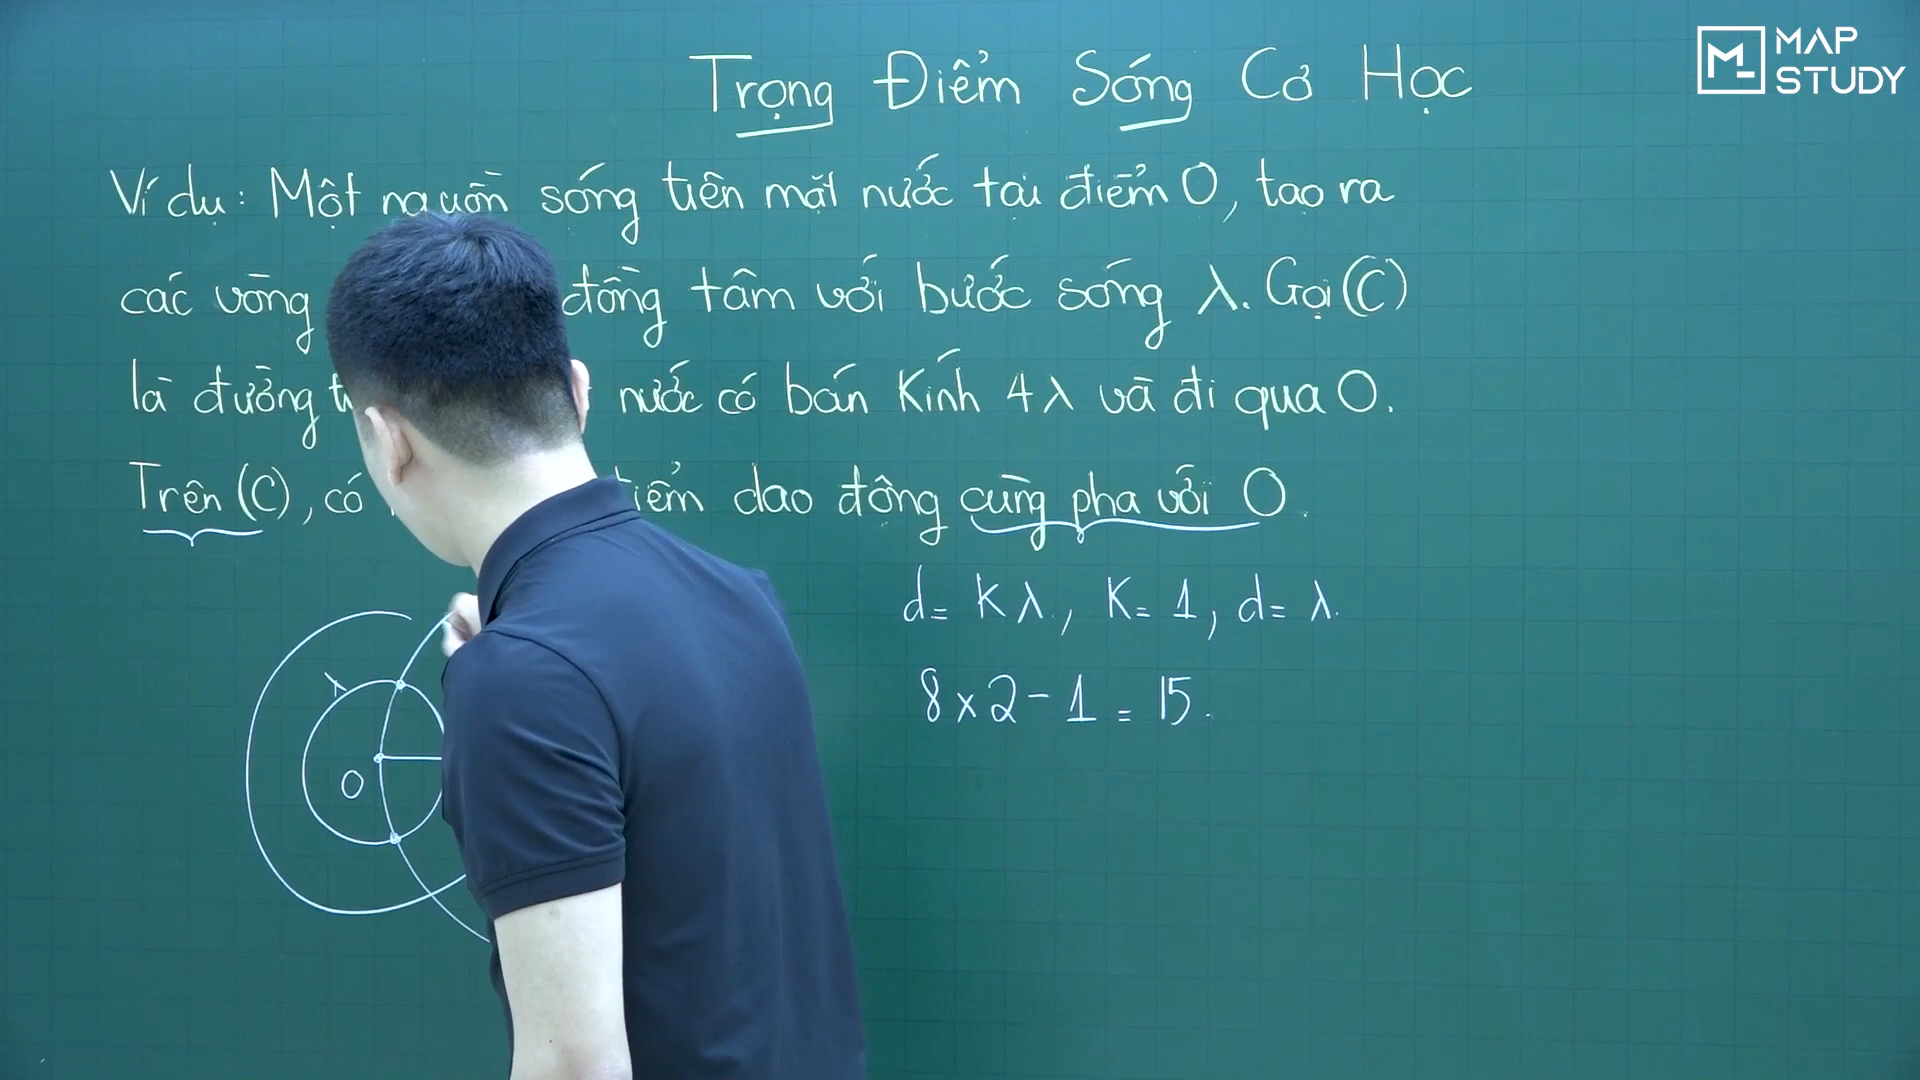 Trọng Điểm Sóng Cơ Học
MAP
STUDY
Ví dụ: Một nguồn sóng trên mặt nước tại điểm O, tạo ra
các vòng đồng tâm với bước sóng λ. Gọi (C)
là đường nước có bán kính 4λ và đi qua O.
Trên (C), có điểm dao động cùng pha với O.
d = kλ, k = 1, d = λ.
8 x 2 - 1 = 15.
λ
O